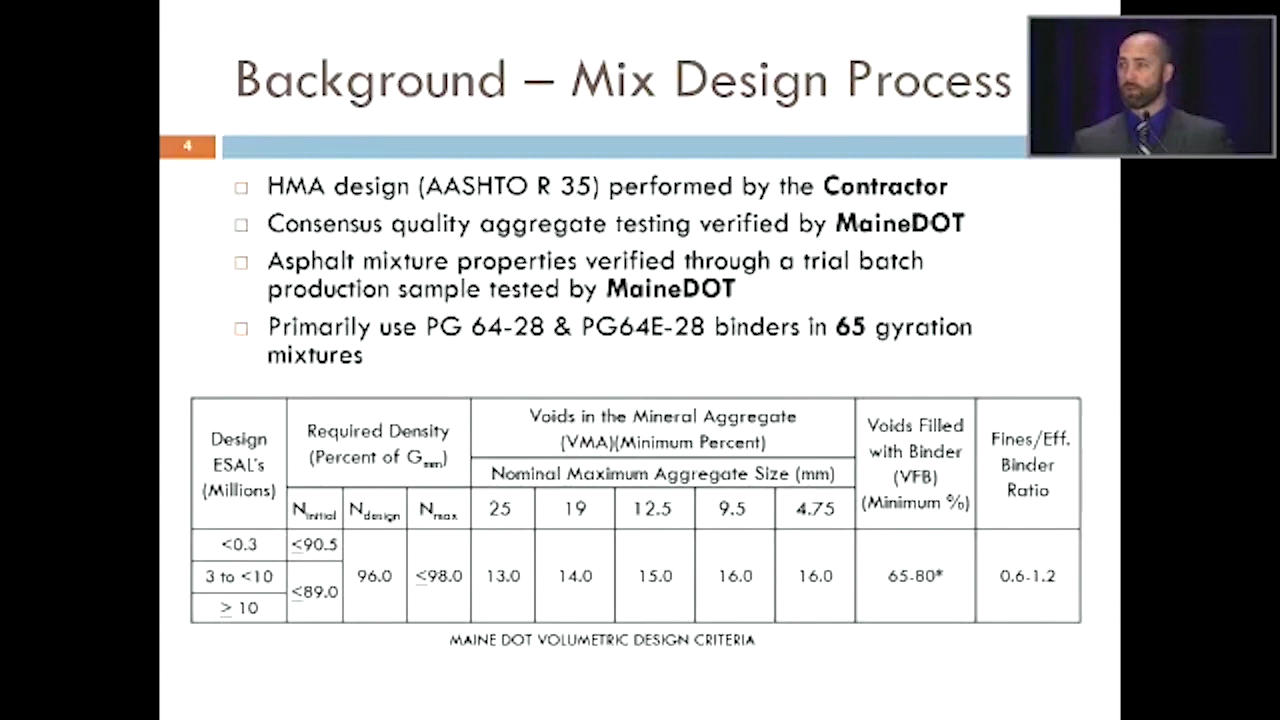 Background – Mix Design Process
4
HMA design (AASHTO R 35) performed by the Contractor
Consensus quality aggregate testing verified by MaineDOT
Asphalt mixture properties verified through a trial batch
production sample tested by MaineDOT
Primarily use PG 64-28 & PG64E-28 binders in 65 gyration
mixtures
Design ESAL's (Millions)
Required Density (Percent of Gmm)
Voids in the Mineral Aggregate
(VMA)(Minimum Percent)
Nominal Maximum Aggregate Size (mm)
Voids Filled with Binder (VFB) (Minimum %)
Fines/Eff. Binder Ratio
Ninitial Ndesign Nmax 25 19 12.5 9.5 4.75
<0.3 ≤90.5
3 to <10 ≤89.0 96.0 ≤98.0 13.0 14.0 15.0 16.0 16.0 65-80* 0.6-1.2
≥ 10
MAINE DOT VOLUMETRIC DESIGN CRITERIA